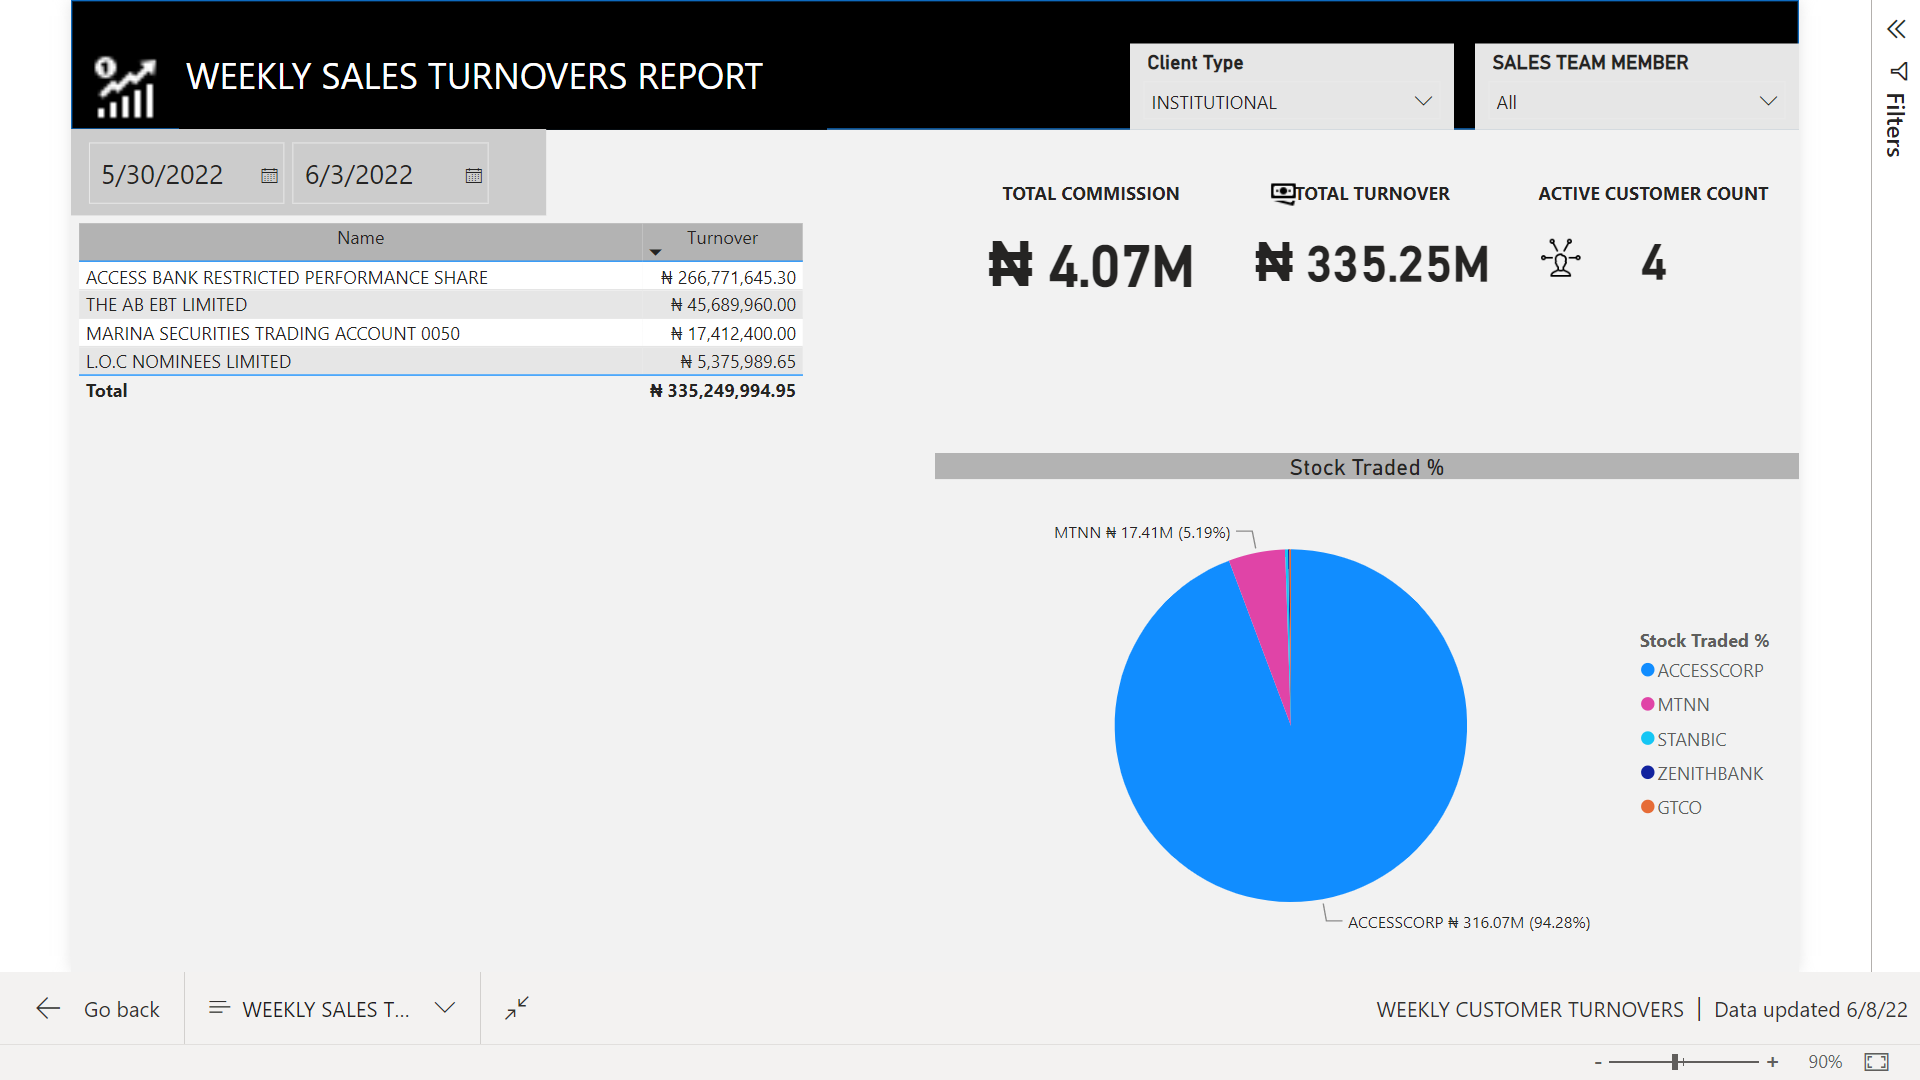 WEEKLY SALES TURNOVERS REPORT
Client Type
INSTITUTIONAL
SALES TEAM MEMBER
All
Filters
5/30/2022
6/3/2022
TOTAL COMMISSION
₦ 4.07M
TOTAL TURNOVER
₦ 335.25M
ACTIVE CUSTOMER COUNT
4
Name Turnover
ACCESS BANK RESTRICTED PERFORMANCE SHARE ₦ 266,771,645.30
THE AB EBT LIMITED ₦ 45,689,960.00
MARINA SECURITIES TRADING ACCOUNT 0050 ₦ 17,412,400.00
L.O.C NOMINEES LIMITED ₦ 5,375,989.65
Total ₦ 335,249,994.95
Stock Traded %
MTNN ₦ 17.41M (5.19%)
ACCESSCORP ₦ 316.07M (94.28%)
Stock Traded %
ACCESSCORP
MTNN
STANBIC
ZENITHBANK
GTCO
Go back
WEEKLY SALES T...
WEEKLY CUSTOMER TURNOVERS | Data updated 6/8/22
- + 90%